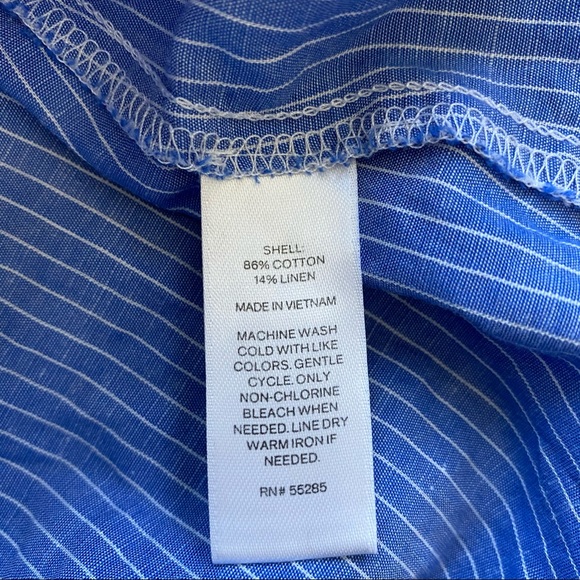 SHELL:
86% COTTON
14% LINEN
MADE IN VIETNAM
MACHINE WASH
COLD WITH LIKE
COLORS. GENTLE
CYCLE. ONLY
NON-CHLORINE
BLEACH WHEN
NEEDED. LINE DRY
WARM IRON IF
NEEDED.
RN# 55285